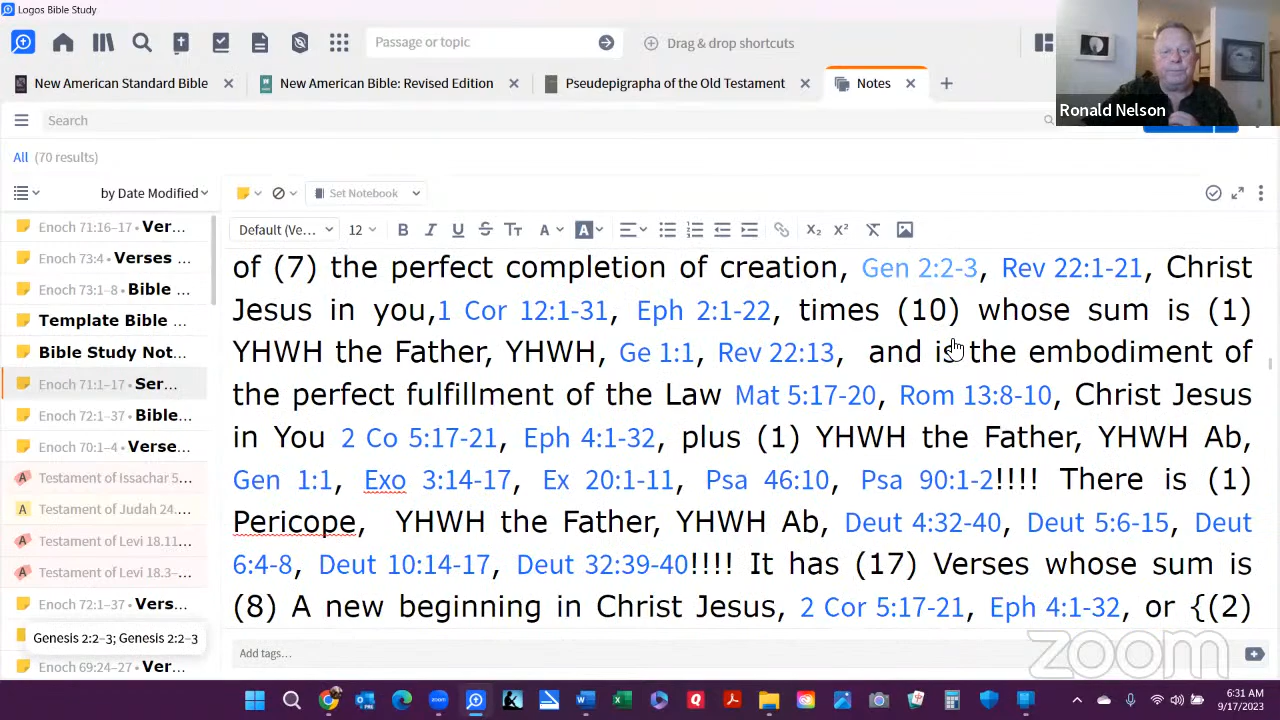 Logos Bible Study
Passage or topic
Drag & drop shortcuts
New American Standard Bible
New American Bible: Revised Edition
Pseudepigrapha of the Old Testament
Notes
Ronald Nelson
Search
All (70 results)
by Date Modified
Set Notebook
Default (Ve...
12
Enoch 71:16–17 • Ver...
Enoch 73:4 • Verses ...
Enoch 73:1–8 • Bible ...
Template Bible ...
Bible Study Not...
Enoch 71:1–17 • Ser...
Enoch 72:1–37 • Bible...
Enoch 70:1–4 • Verse...
Testament of Issachar 5...
Testament of Judah 24....
Testament of Levi 18.11...
Testament of Levi 18.3–...
Enoch 72:1–37 • Vers...
Genesis 2:2–3; Genesis 2:2–3
Enoch 69:24–27 • Ver...
of (7) the perfect completion of creation, Gen 2:2-3, Rev 22:1-21, Christ
Jesus in you,1 Cor 12:1-31, Eph 2:1-22, times (10) whose sum is (1)
YHWH the Father, YHWH, Ge 1:1, Rev 22:13, and is the embodiment of
the perfect fulfillment of the Law Mat 5:17-20, Rom 13:8-10, Christ Jesus
in You 2 Co 5:17-21, Eph 4:1-32, plus (1) YHWH the Father, YHWH Ab,
Gen 1:1, Exo 3:14-17, Ex 20:1-11, Psa 46:10, Psa 90:1-2!!!! There is (1)
Pericope, YHWH the Father, YHWH Ab, Deut 4:32-40, Deut 5:6-15, Deut
6:4-8, Deut 10:14-17, Deut 32:39-40!!!! It has (17) Verses whose sum is
(8) A new beginning in Christ Jesus, 2 Cor 5:17-21, Eph 4:1-32, or {(2)
Add tags...
zoom
6:31 AM
9/17/2023